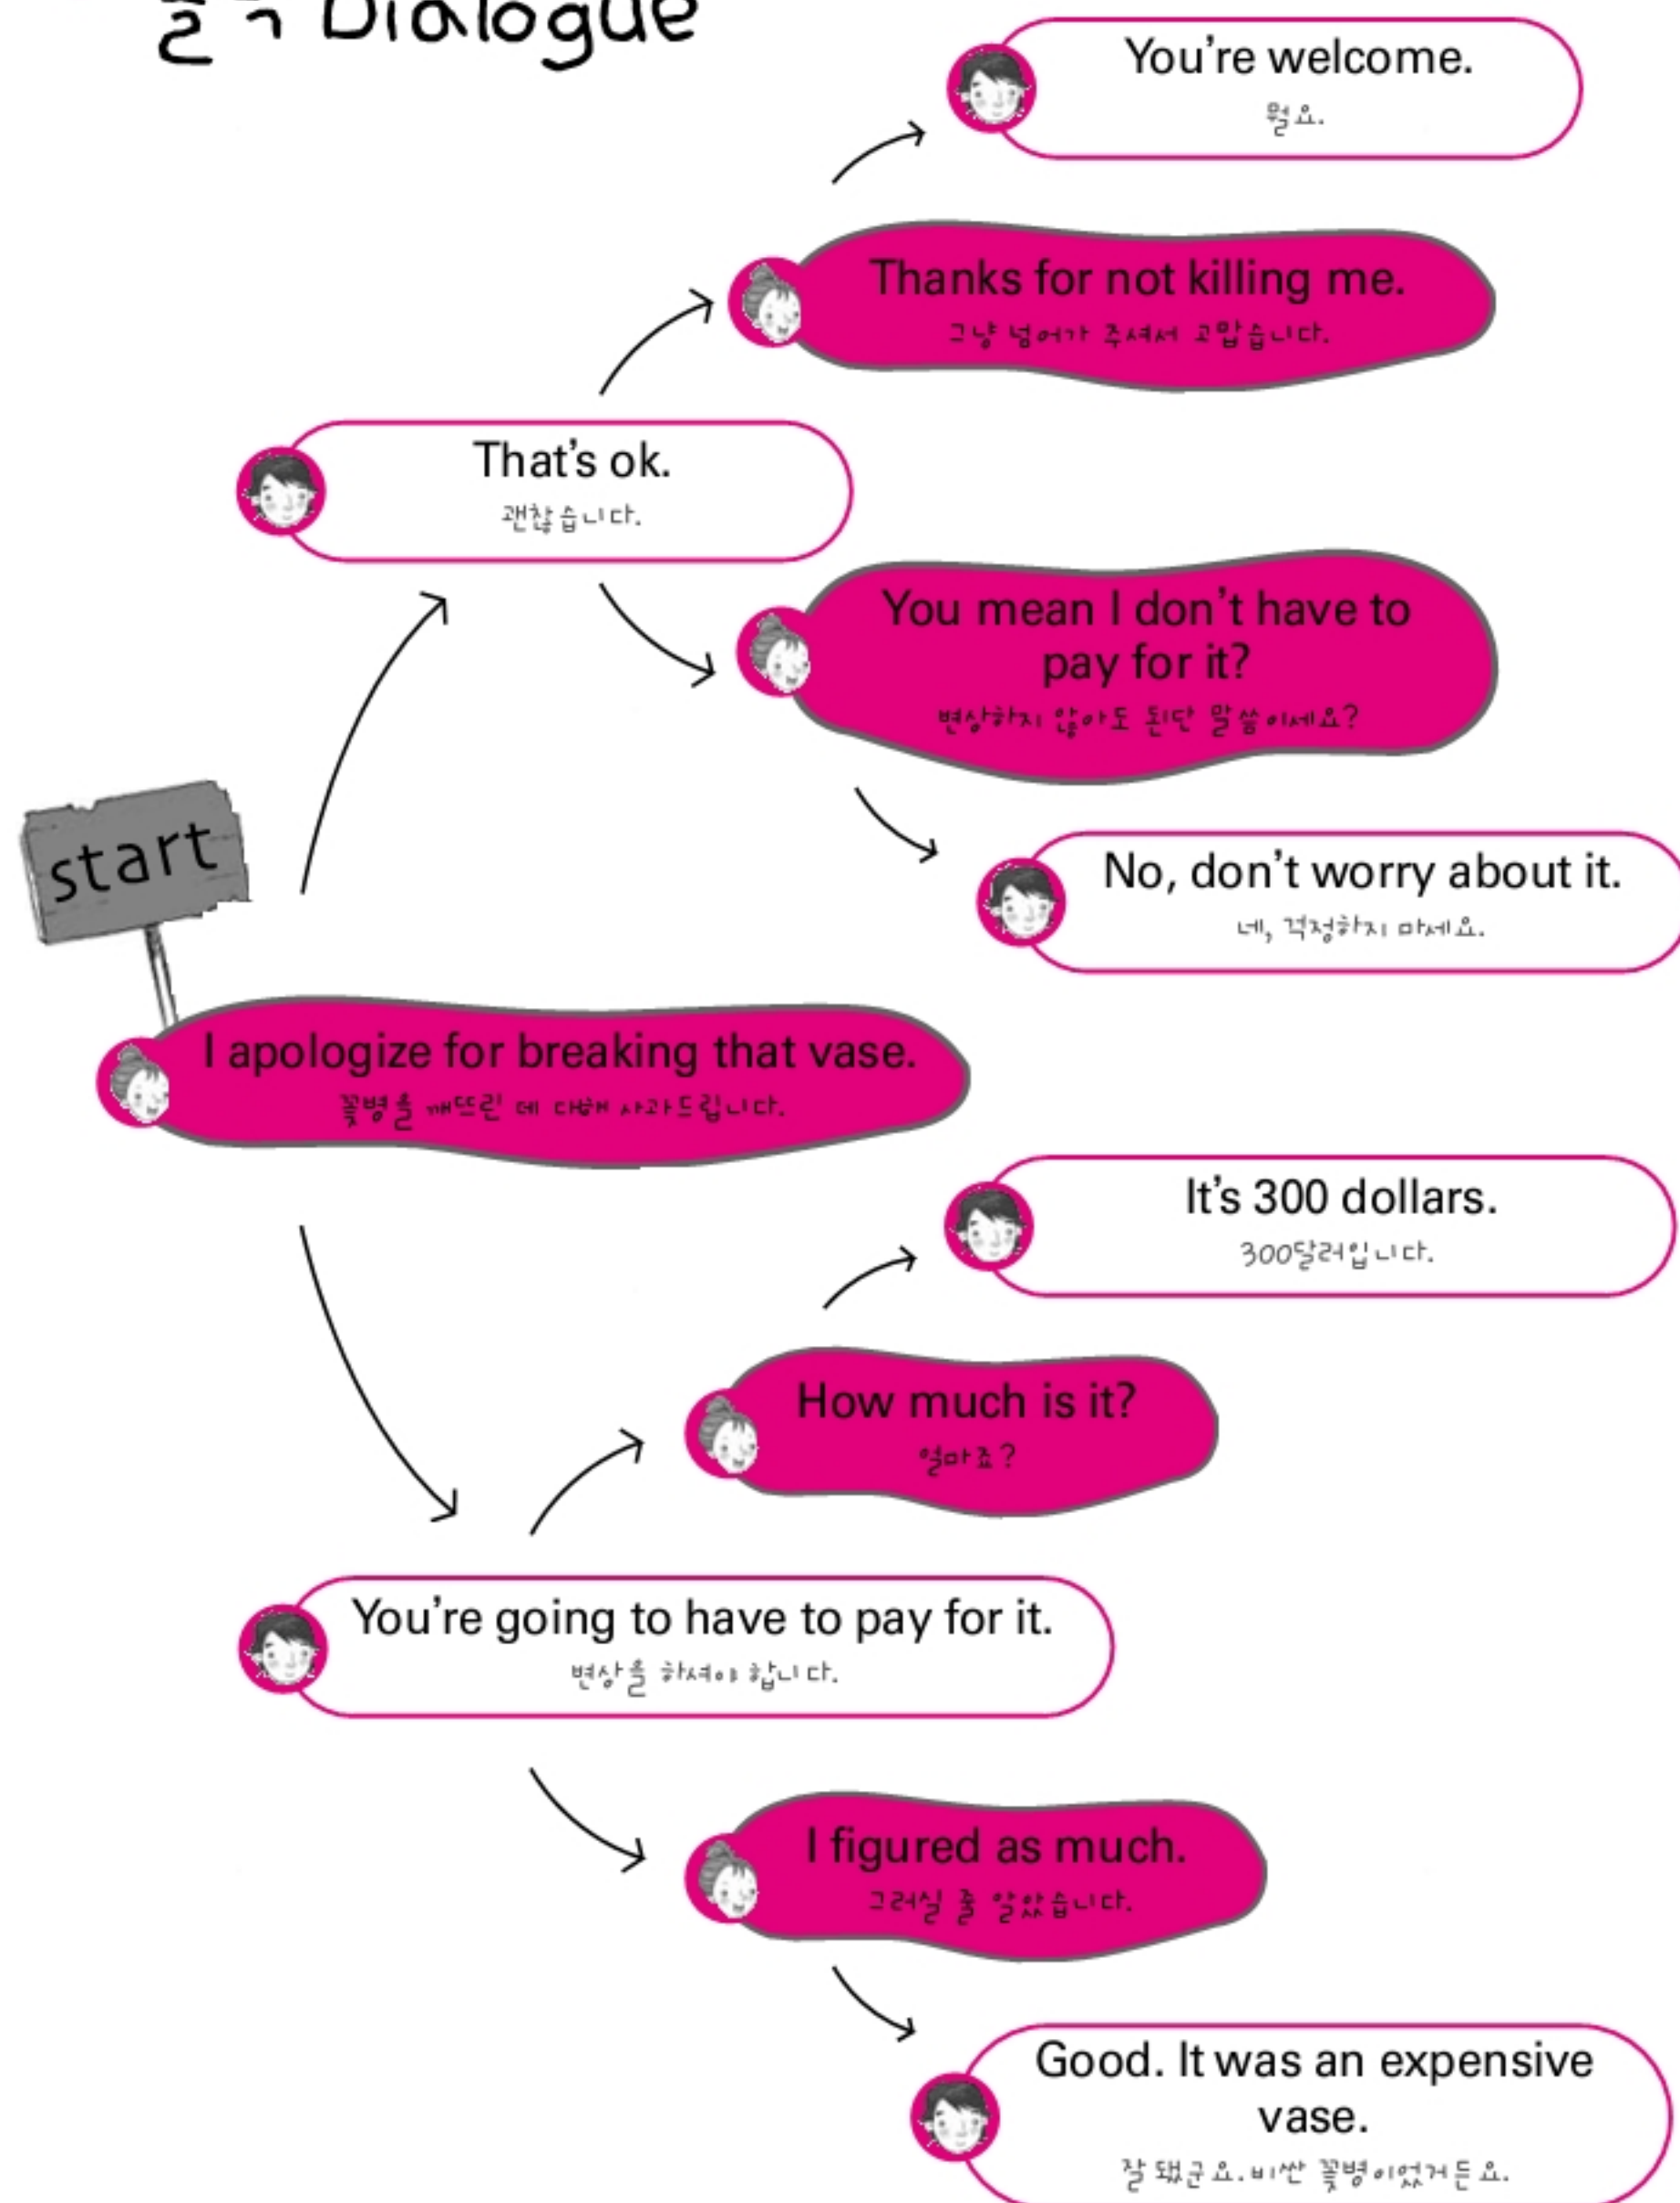 Dialogue
You're welcome.
뭘요.
Thanks for not killing me.
그냥 넘어가 주셔서 고맙습니다.
That's ok.
괜찮습니다.
You mean I don't have to
pay for it?
변상하지 않아도 된단 말씀이세요?
start
No, don't worry about it.
네, 걱정하지 마세요.
I apologize for breaking that vase.
꽃병을 깨뜨린 데 대해 사과드립니다.
It's 300 dollars.
300달러입니다.
How much is it?
얼마죠?
You're going to have to pay for it.
변상을 하셔야 합니다.
I figured as much.
그러실 줄 알았습니다.
Good. It was an expensive
vase.
잘 됐군요. 비싼 꽃병이었거든요.